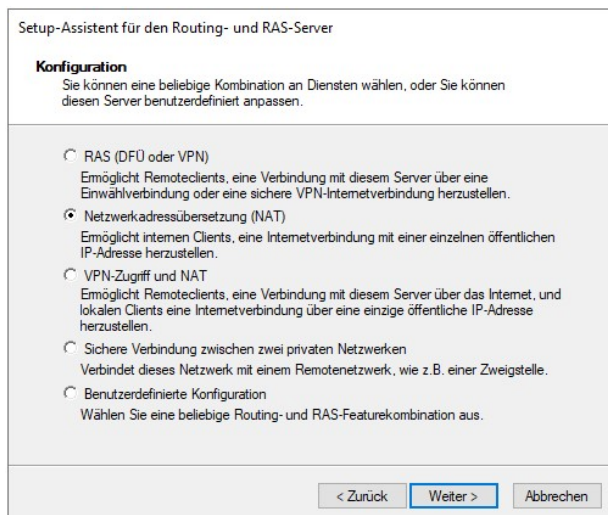 Setup-Assistent für den Routing- und RAS-Server
Konfiguration
Sie können eine beliebige Kombination an Diensten wählen, oder Sie können
diesen Server benutzerdefiniert anpassen.
RAS (DFÜ oder VPN)
Ermöglicht Remoteclients, eine Verbindung mit diesem Server über eine
Einwählverbindung oder eine sichere VPN-Internetverbindung herzustellen.
Netzwerkadressübersetzung (NAT)
Ermöglicht internen Clients, eine Internetverbindung mit einer einzelnen öffentlichen
IP-Adresse herzustellen.
VPN-Zugriff und NAT
Ermöglicht Remoteclients, eine Verbindung mit diesem Server über das Internet, und
lokalen Clients eine Internetverbindung über eine einzige öffentliche IP-Adresse
herzustellen.
Sichere Verbindung zwischen zwei privaten Netzwerken
Verbindet dieses Netzwerk mit einem Remotenetzwerk, wie z.B. einer Zweigstelle.
Benutzerdefinierte Konfiguration
Wählen Sie eine beliebige Routing- und RAS-Featurekombination aus.
< Zurück Weiter > Abbrechen